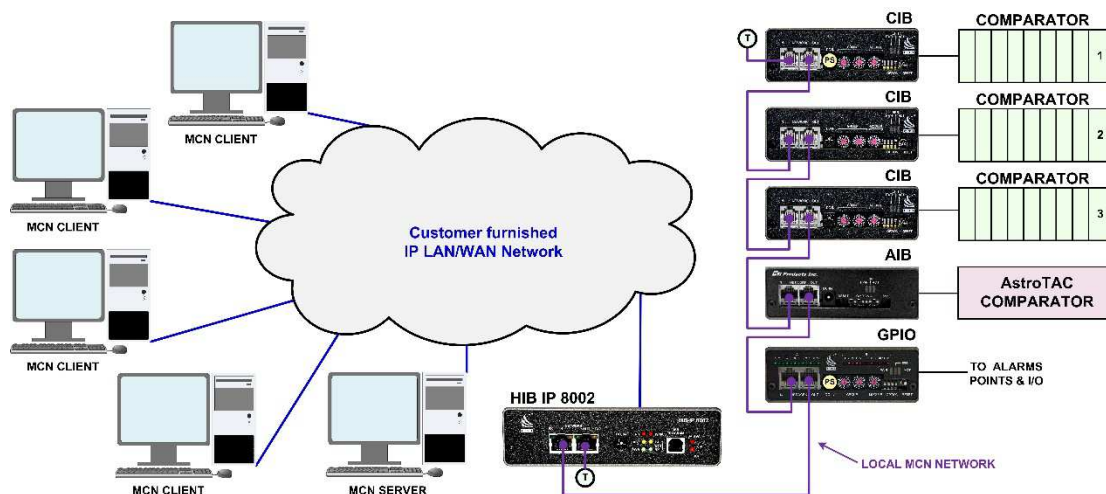 CIB
COMPARATOR
T
PS
1
MCN CLIENT
CIB
COMPARATOR
2
MCN CLIENT
CIB
COMPARATOR
3
Customer furnished
IP LAN/WAN Network
AIB
AstroTAC
COMPARATOR
MCN CLIENT
GPIO
PS
TO ALARMS
POINTS & I/O
HIB IP 8002
T
LOCAL MCN NETWORK
MCN CLIENT
MCN SERVER